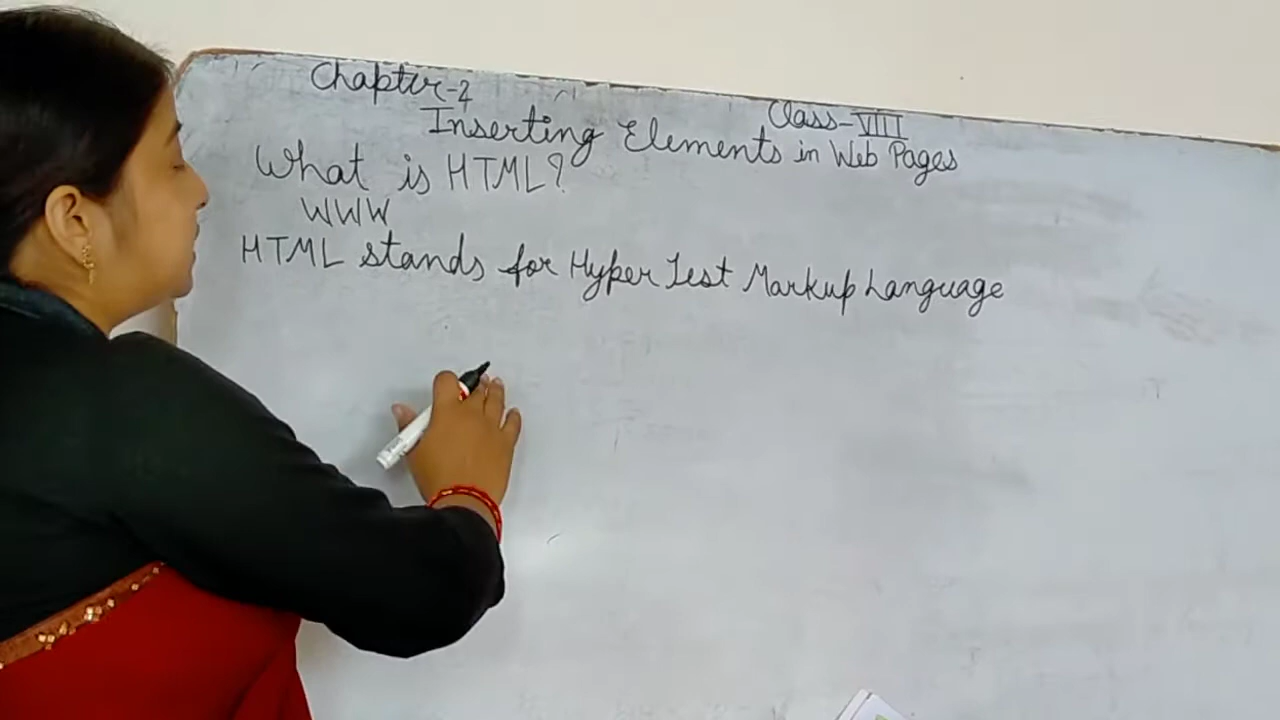 Chapter-2
Class-VIII
Inserting Elements in Web Pages
What is HTML?
WWW
HTML stands for Hyper Test Markup Language